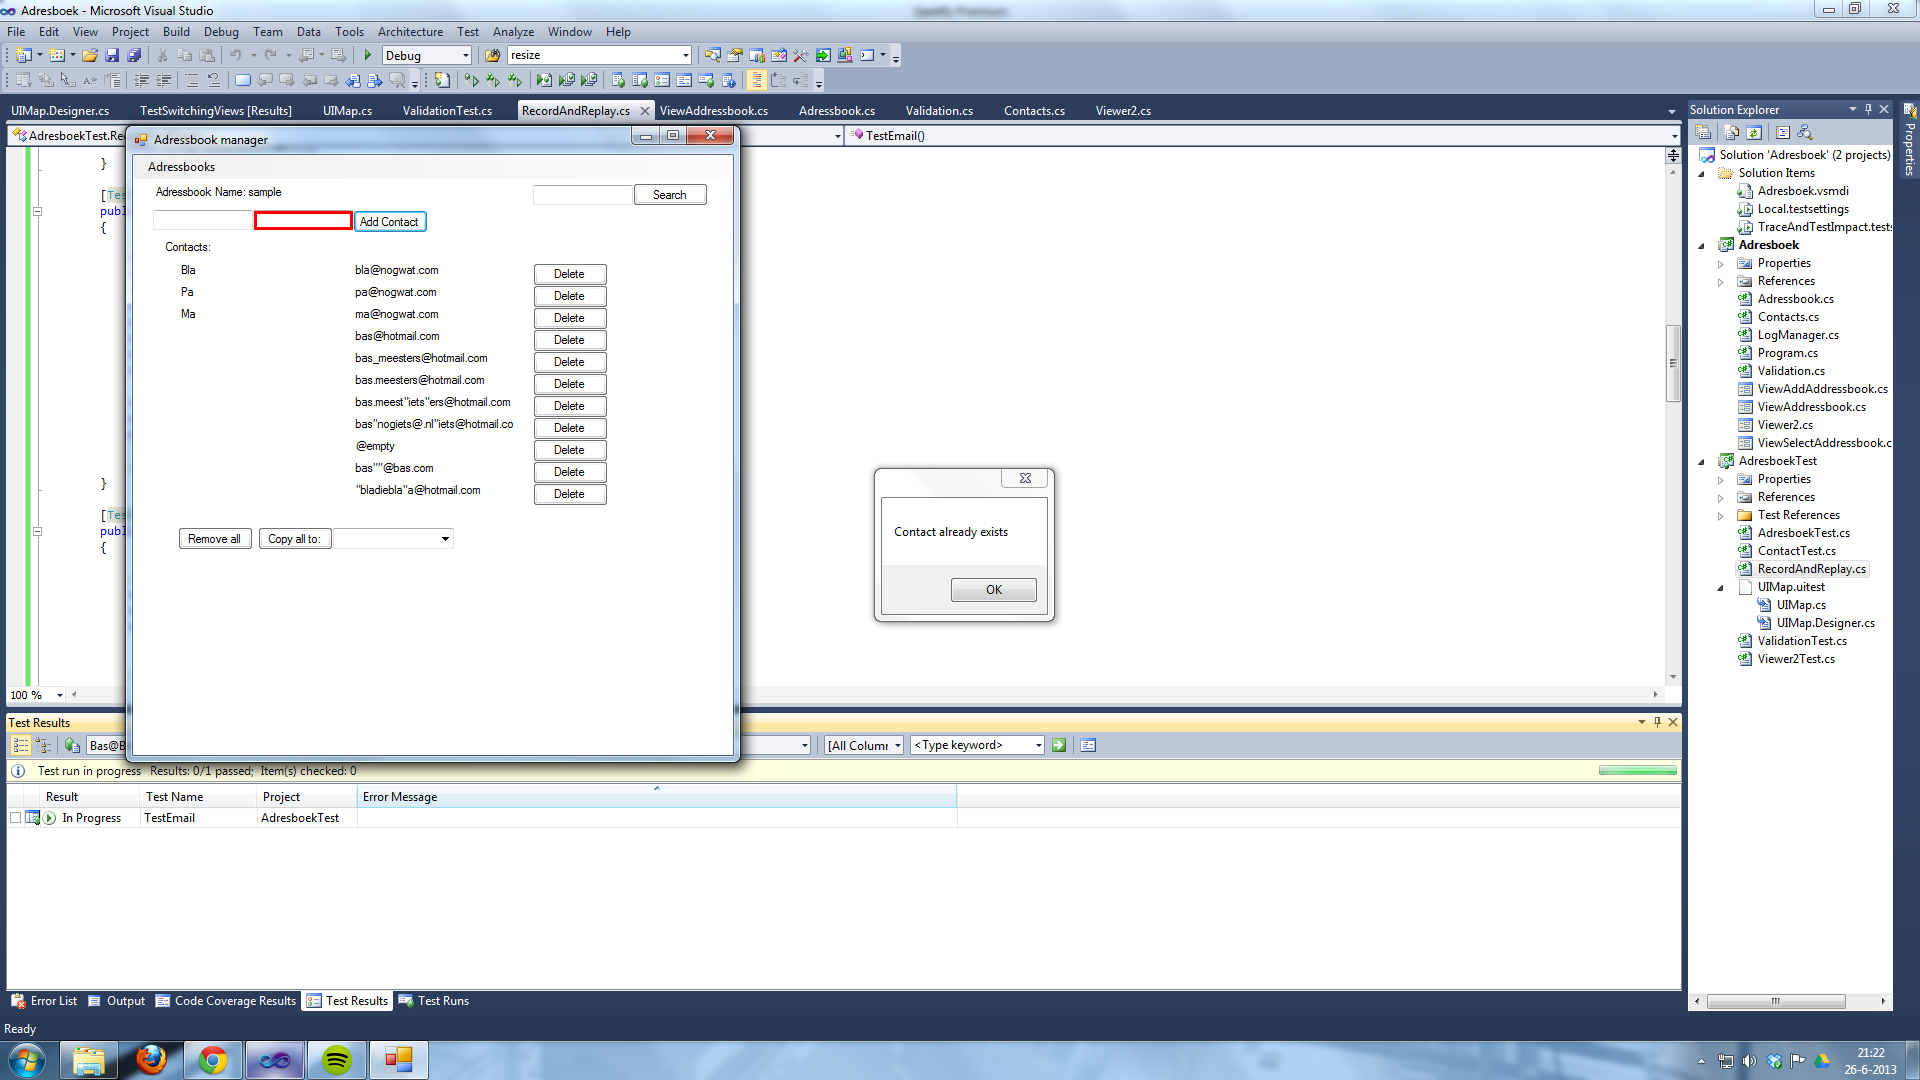 Adresboek - Microsoft Visual Studio
File Edit View Project Build Debug Team Data Tools Architecture Test Analyze Window Help
Debug resize
UIMap.Designer.cs TestSwitchingViews [Results] UIMap.cs ValidationTest.cs RecordAndReplay.cs ViewAddressbook.cs Adressbook.cs Validation.cs Contacts.cs Viewer2.cs
AdresboekTest.Re
TestEmail()
}
[Tes
publ
{
}
[Tes
publ
{
100 %
Adressbook manager
Adressbooks
Adressbook Name: sample
Search
Add Contact
Contacts:
Bla bla@nogwat.com Delete
Pa pa@nogwat.com Delete
Ma ma@nogwat.com Delete
bas@hotmail.com Delete
bas_meesters@hotmail.com Delete
bas.meesters@hotmail.com Delete
bas.meest"iets"ers@hotmail.com Delete
bas"nogiets@.nl"iets@hotmail.co Delete
@empty Delete
bas""@bas.com Delete
"bladiebla"a@hotmail.com Delete
Remove all Copy all to:
Contact already exists
OK
Solution Explorer
Properties
Solution 'Adresboek' (2 projects)
Solution Items
Adresboek.vsmdi
Local.testsettings
TraceAndTestImpact.tests
Adresboek
Properties
References
Adressbook.cs
Contacts.cs
LogManager.cs
Program.cs
Validation.cs
ViewAddAddressbook.cs
ViewAddressbook.cs
Viewer2.cs
ViewSelectAddressbook.c
AdresboekTest
Properties
References
Test References
AdresboekTest.cs
ContactTest.cs
RecordAndReplay.cs
UIMap.uitest
UIMap.cs
UIMap.Designer.cs
ValidationTest.cs
Viewer2Test.cs
Test Results
Bas@B [All Column <Type keyword>
Test run in progress Results: 0/1 passed; Item(s) checked: 0
Result Test Name Project Error Message
In Progress TestEmail AdresboekTest
Error List Output Code Coverage Results Test Results Test Runs
Ready
21:22
26-6-2013